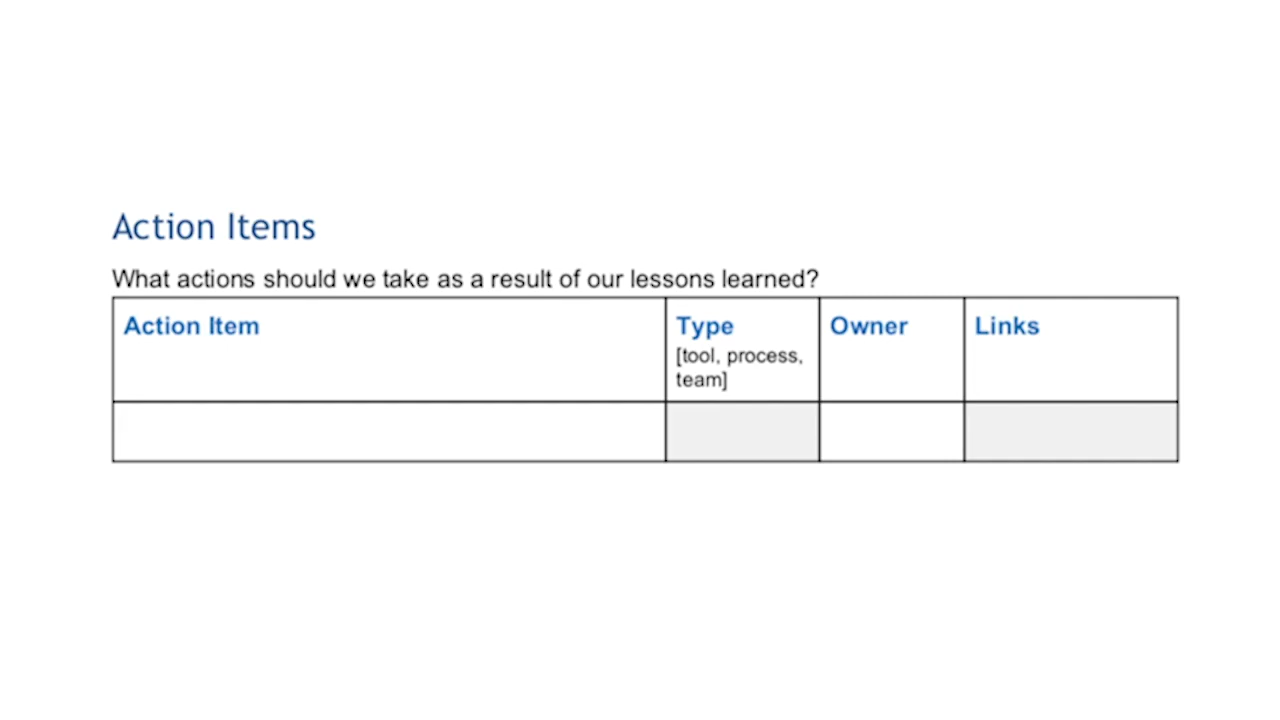 Action Items
What actions should we take as a result of our lessons learned?
Action Item
Type
[tool, process,
team]
Owner
Links